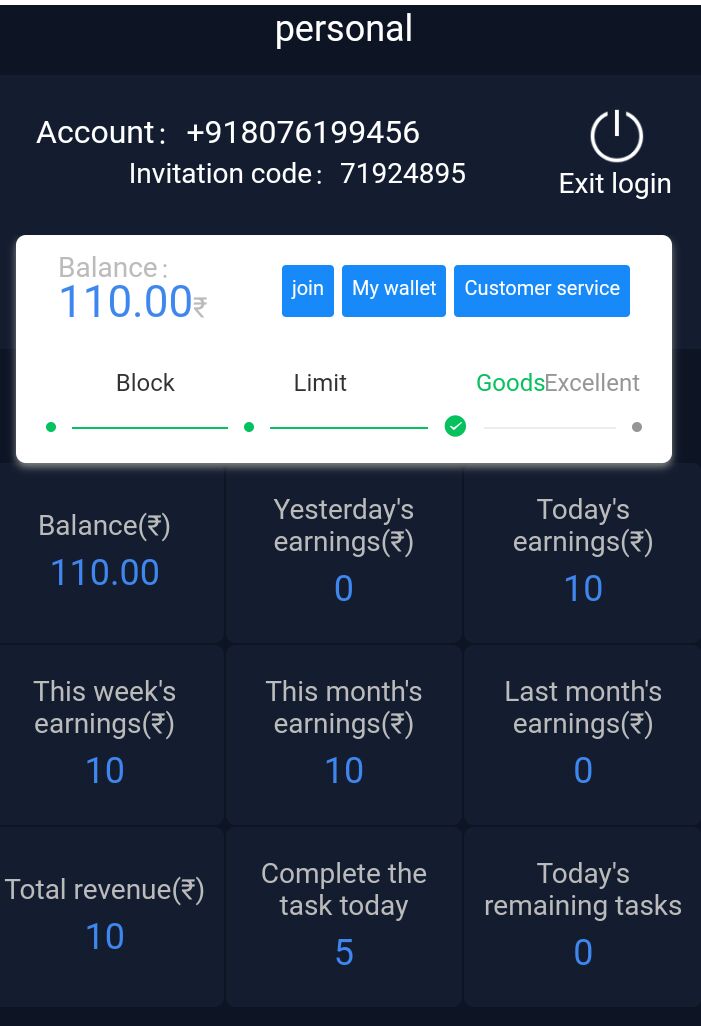 personal
Account: +918076199456
Invitation code: 71924895
Exit login
Balance:
110.00₹
join
My wallet
Customer service
Block
Limit
Goods
Excellent
Balance(₹)
110.00
Yesterday's
earnings(₹)
0
Today's
earnings(₹)
10
This week's
earnings(₹)
10
This month's
earnings(₹)
10
Last month's
earnings(₹)
0
Total revenue(₹)
10
Complete the
task today
5
Today's
remaining tasks
0